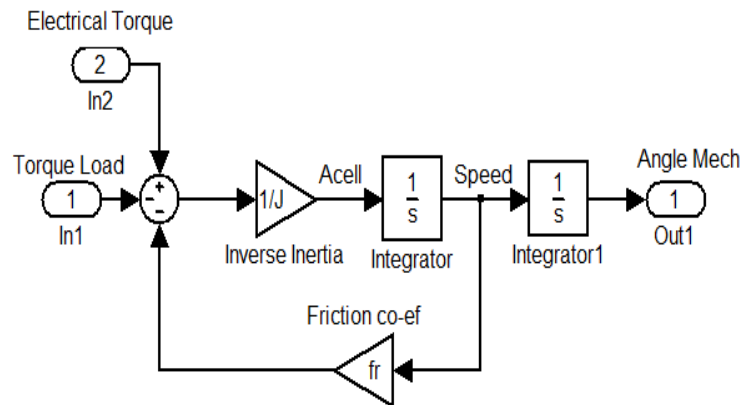 Electrical Torque
2
In2
Torque Load
1
In1
+
-
-
1/J
Inverse Inertia
Acell
1
s
Integrator
Speed
1
s
Integrator1
Angle Mech
1
Out1
Friction co-ef
fr